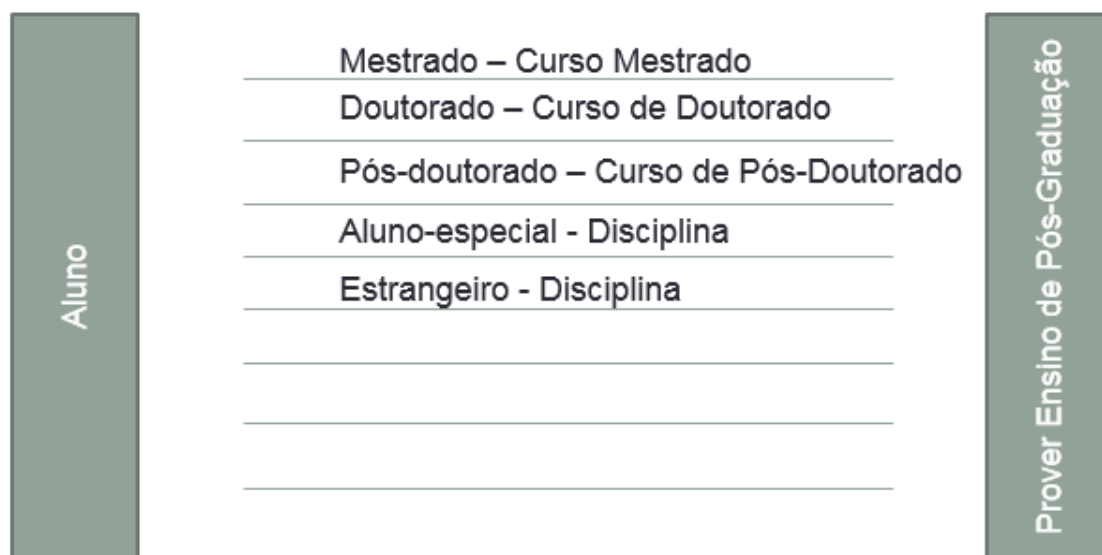 Aluno
Mestrado – Curso Mestrado
Doutorado – Curso de Doutorado
Pós-doutorado – Curso de Pós-Doutorado
Aluno-especial - Disciplina
Estrangeiro - Disciplina
Prover Ensino de Pós-Graduação